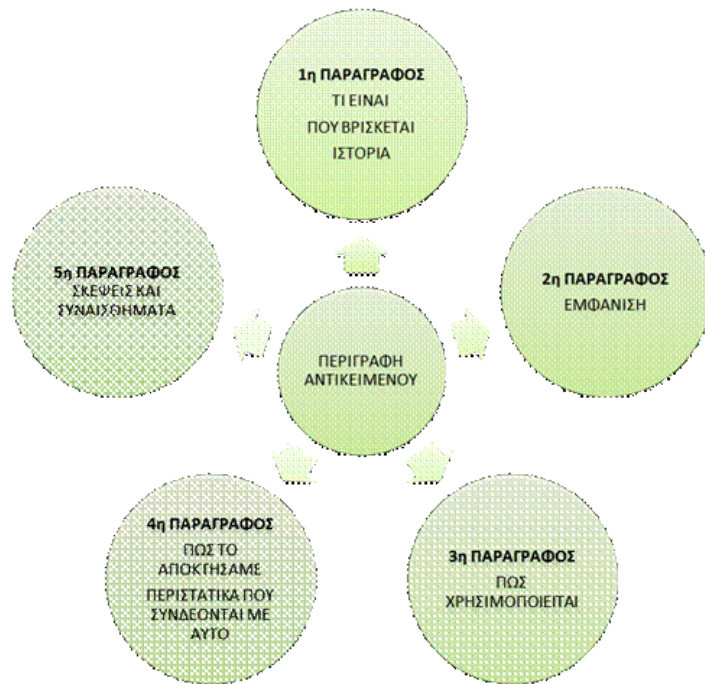 1η ΠΑΡΑΓΡΑΦΟΣ
ΤΙ ΕΙΝΑΙ
ΠΟΥ ΒΡΙΣΚΕΤΑΙ
ΙΣΤΟΡΙΑ
2η ΠΑΡΑΓΡΑΦΟΣ
ΕΜΦΑΝΙΣΗ
3η ΠΑΡΑΓΡΑΦΟΣ
ΠΩΣ
ΧΡΗΣΙΜΟΠΟΙΕΙΤΑΙ
4η ΠΑΡΑΓΡΑΦΟΣ
ΠΩΣ ΤΟ
ΑΠΟΚΤΗΣΑΜΕ
ΠΕΡΙΣΤΑΤΙΚΑ ΠΟΥ
ΣΥΝΔΕΟΝΤΑΙ ΜΕ
ΑΥΤΟ
5η ΠΑΡΑΓΡΑΦΟΣ
ΣΚΕΨΕΙΣ ΚΑΙ
ΣΥΝΑΙΣΘΗΜΑΤΑ
ΠΕΡΙΓΡΑΦΗ
ΑΝΤΙΚΕΙΜΕΝΟΥ